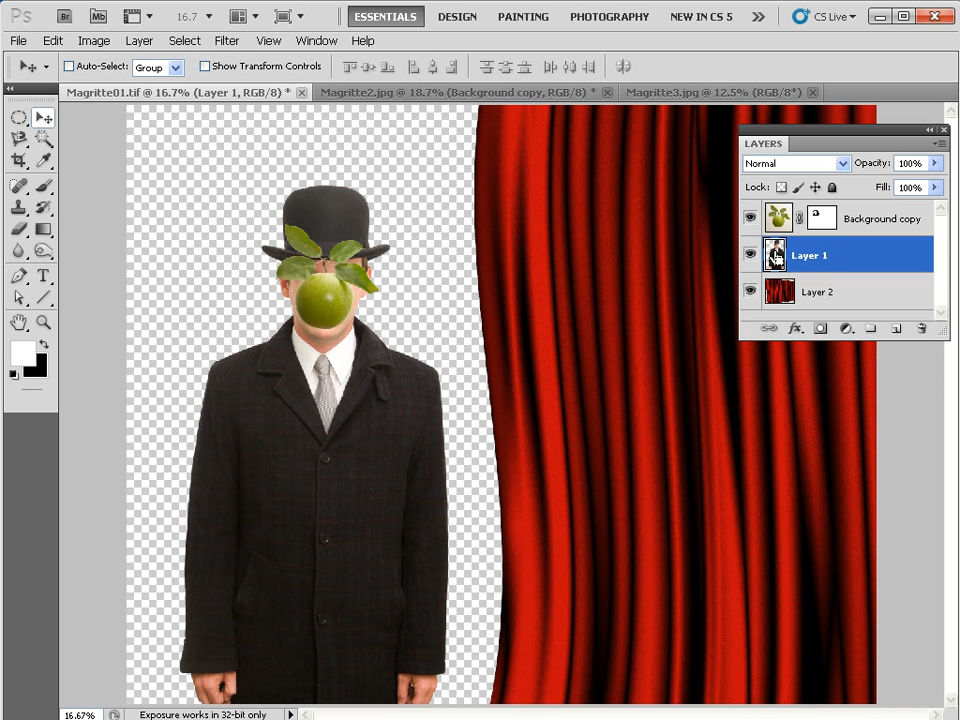 Ps Br Mb 16.7 ESSENTIALS DESIGN PAINTING PHOTOGRAPHY NEW IN CS 5 CS Live
File Edit Image Layer Select Filter View Window Help
Auto-Select: Group Show Transform Controls
Magritte01.tif @ 16.7% (Layer 1, RGB/8) * Magritte2.jpg @ 18.7% (Background copy, RGB/8) * Magritte3.jpg @ 12.5% (RGB/8*)
LAYERS
Normal Opacity: 100%
Lock: Fill: 100%
Background copy
Layer 1
Layer 2
16.67% Exposure works in 32-bit only